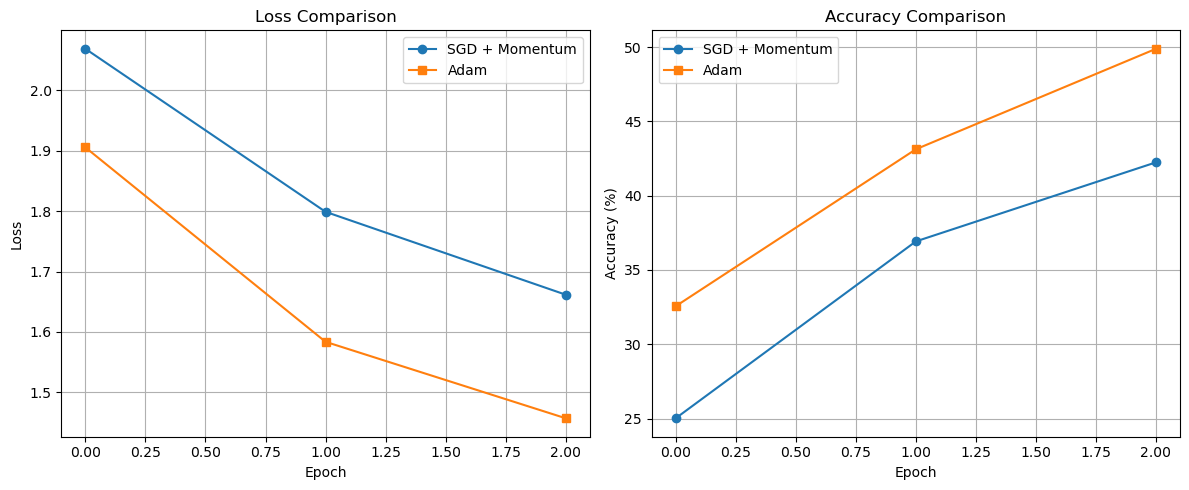 Loss Comparison
SGD + Momentum
Adam
2.0
1.9
1.8
1.7
1.6
1.5
Loss
0.00 0.25 0.50 0.75 1.00 1.25 1.50 1.75 2.00
Epoch
Accuracy Comparison
SGD + Momentum
Adam
50
45
40
35
30
25
Accuracy (%)
0.00 0.25 0.50 0.75 1.00 1.25 1.50 1.75 2.00
Epoch